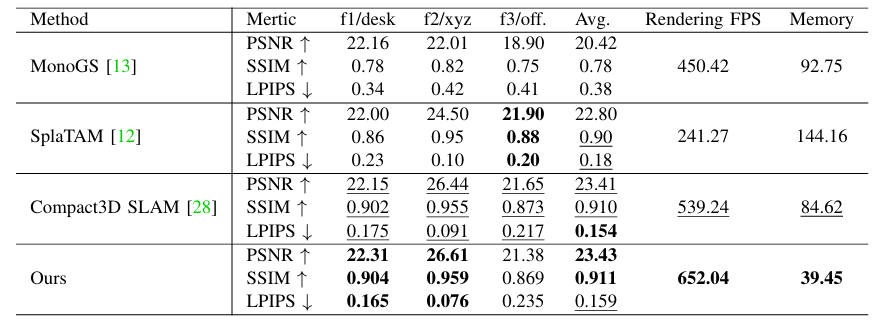 Method Mertic f1/desk f2/xyz f3/off. Avg. Rendering FPS Memory
PSNR ↑ 22.16 22.01 18.90 20.42
MonoGS [13] SSIM ↑ 0.78 0.82 0.75 0.78 450.42 92.75
LPIPS ↓ 0.34 0.42 0.41 0.38
PSNR ↑ 22.00 24.50 21.90 22.80
SplaTAM [12] SSIM ↑ 0.86 0.95 0.88 0.90 241.27 144.16
LPIPS ↓ 0.23 0.10 0.20 0.18
PSNR ↑ 22.15 26.44 21.65 23.41
Compact3D SLAM [28] SSIM ↑ 0.902 0.955 0.873 0.910 539.24 84.62
LPIPS ↓ 0.175 0.091 0.217 0.154
PSNR ↑ 22.31 26.61 21.38 23.43
Ours SSIM ↑ 0.904 0.959 0.869 0.911 652.04 39.45
LPIPS ↓ 0.165 0.076 0.235 0.159